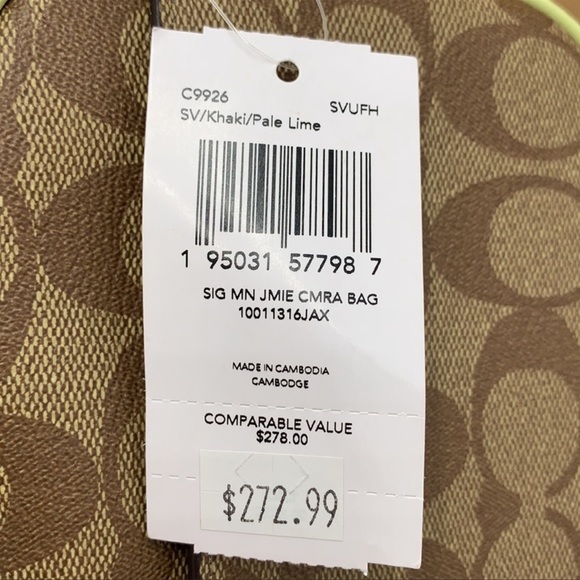 C9926 SVUFH
SV/Khaki/Pale Lime
1 95031 57798 7
SIG MN JMIE CMRA BAG
10011316JAX
MADE IN CAMBODIA
CAMBODGE
COMPARABLE VALUE
$278.00
$272.99